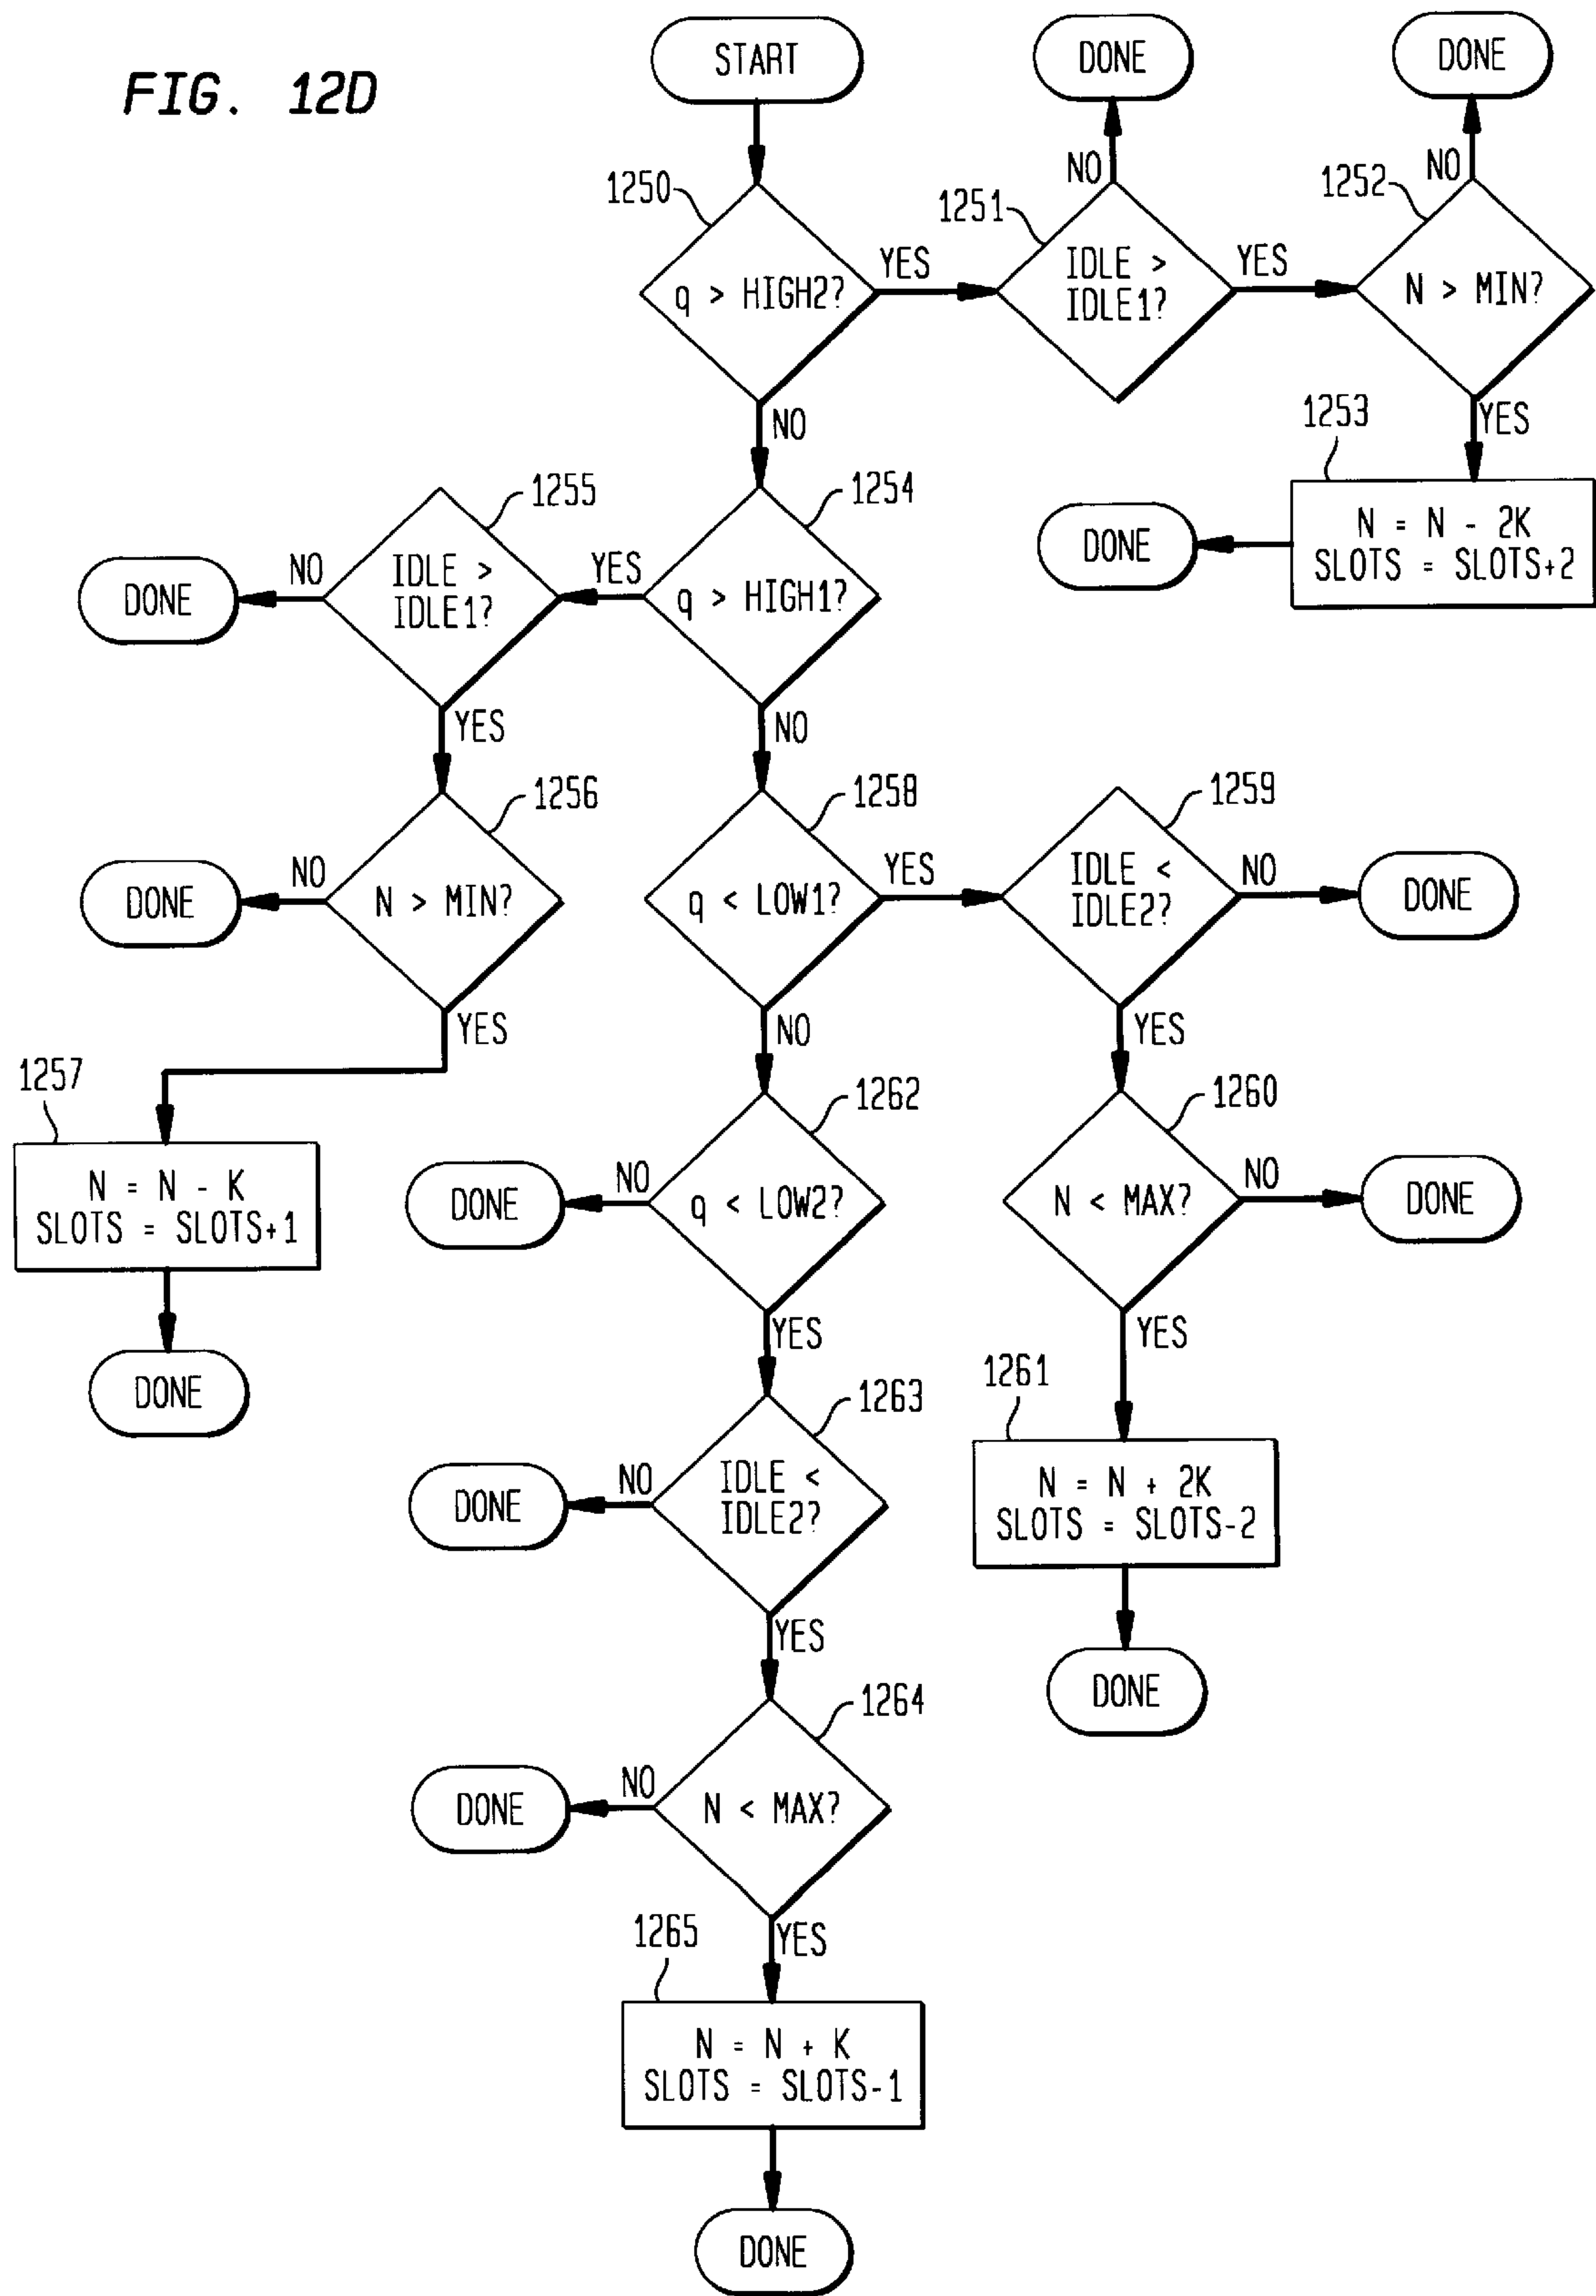 FIG. 12D
START
DONE
DONE
NO
NO
1250
1251
1252
q > HIGH2?
YES
IDLE >
IDLE1?
YES
N > MIN?
NO
YES
1253
N = N - 2K
SLOTS = SLOTS+2
DONE
1255
1254
DONE
NO
IDLE >
IDLE1?
YES
q > HIGH1?
YES
NO
1256
1258
1259
DONE
NO
N > MIN?
q < LOW1?
YES
IDLE <
IDLE2?
NO
DONE
YES
NO
YES
1257
N = N - K
SLOTS = SLOTS+1
DONE
1262
1260
DONE
NO
q < LOW2?
N < MAX?
NO
DONE
YES
YES
1263
1261
DONE
NO
IDLE <
IDLE2?
N = N + 2K
SLOTS = SLOTS-2
DONE
YES
1264
DONE
NO
N < MAX?
YES
1265
N = N + K
SLOTS = SLOTS-1
DONE